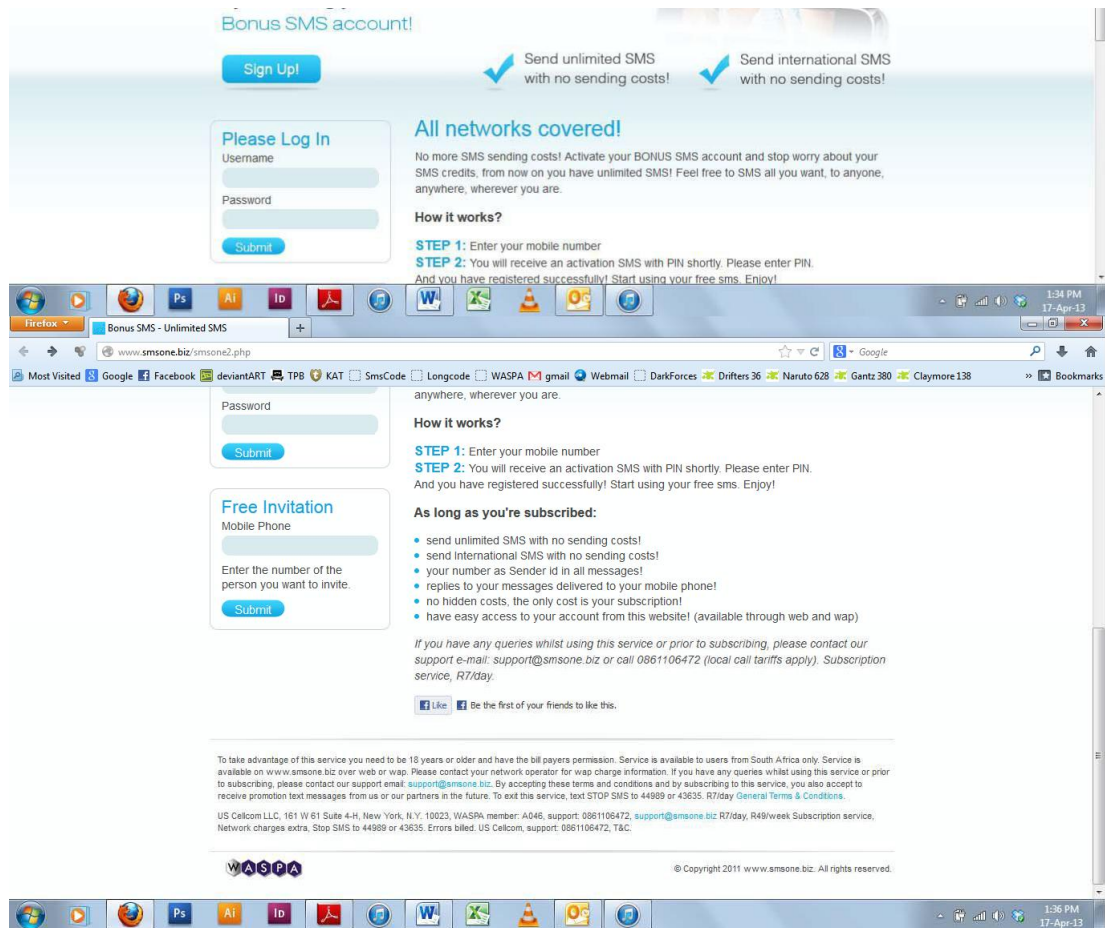 Bonus SMS account!
Sign Up!
Send unlimited SMS
with no sending costs!
Send international SMS
with no sending costs!
Please Log In
Username
Password
Submit
All networks covered!
No more SMS sending costs! Activate your BONUS SMS account and stop worry about your
SMS credits, from now on you have unlimited SMS! Feel free to SMS all you want, to anyone,
anywhere, wherever you are.
How it works?
STEP 1: Enter your mobile number
STEP 2: You will receive an activation SMS with PIN shortly. Please enter PIN.
And you have registered successfully! Start using your free sms. Enjoy!
Ps
Ai
ID
1:34 PM
17-Apr-13
Firefox
Bonus SMS - Unlimited SMS
www.smsone.biz/smsone2.php
Google
Most Visited Google Facebook deviantART TPB KAT SmsCode Longcode WASPA gmail Webmail DarkForces Drifters 36 Naruto 628 Gantz 380 Claymore 138 » Bookmarks
Password
Submit
Free Invitation
Mobile Phone
Enter the number of the
person you want to invite.
Submit
anywhere, wherever you are.
How it works?
STEP 1: Enter your mobile number
STEP 2: You will receive an activation SMS with PIN shortly. Please enter PIN.
And you have registered successfully! Start using your free sms. Enjoy!
As long as you're subscribed:
• send unlimited SMS with no sending costs!
• send International SMS with no sending costs!
• your number as Sender id in all messages!
• replies to your messages delivered to your mobile phone!
• no hidden costs, the only cost is your subscription!
• have easy access to your account from this website! (available through web and wap)
If you have any queries whilst using this service or prior to subscribing, please contact our
support e-mail: support@smsone.biz or call 0861106472 (local call tariffs apply). Subscription
service, R7/day.
Like Be the first of your friends to like this.
To take advantage of this service you need to be 18 years or older and have the bill payers permission. Service is available to users from South Africa only. Service is
available on www.smsone.biz over web or wap. Please contact your network operator for wap charge information. If you have any queries whilst using this service or prior
to subscribing, please contact our support email: support@smsone.biz. By accepting these terms and conditions and by subscribing to this service, you also accept to
receive promotion text messages from us or our partners in the future. To exit this service, text STOP SMS to 44989 or 43635. R7/day General Terms & Conditions.
US Cellcom LLC, 161 W 61 Suite 4-H, New York, N.Y. 10023, WASPA member: A046, support: 0861106472, support@smsone.biz R7/day, R49/week Subscription service,
Network charges extra, Stop SMS to 44989 or 43635. Errors billed. US Cellcom, support: 0861106472, T&C.
WASPA
© Copyright 2011 www.smsone.biz. All rights reserved.
Ps
Ai
ID
1:36 PM
17-Apr-13